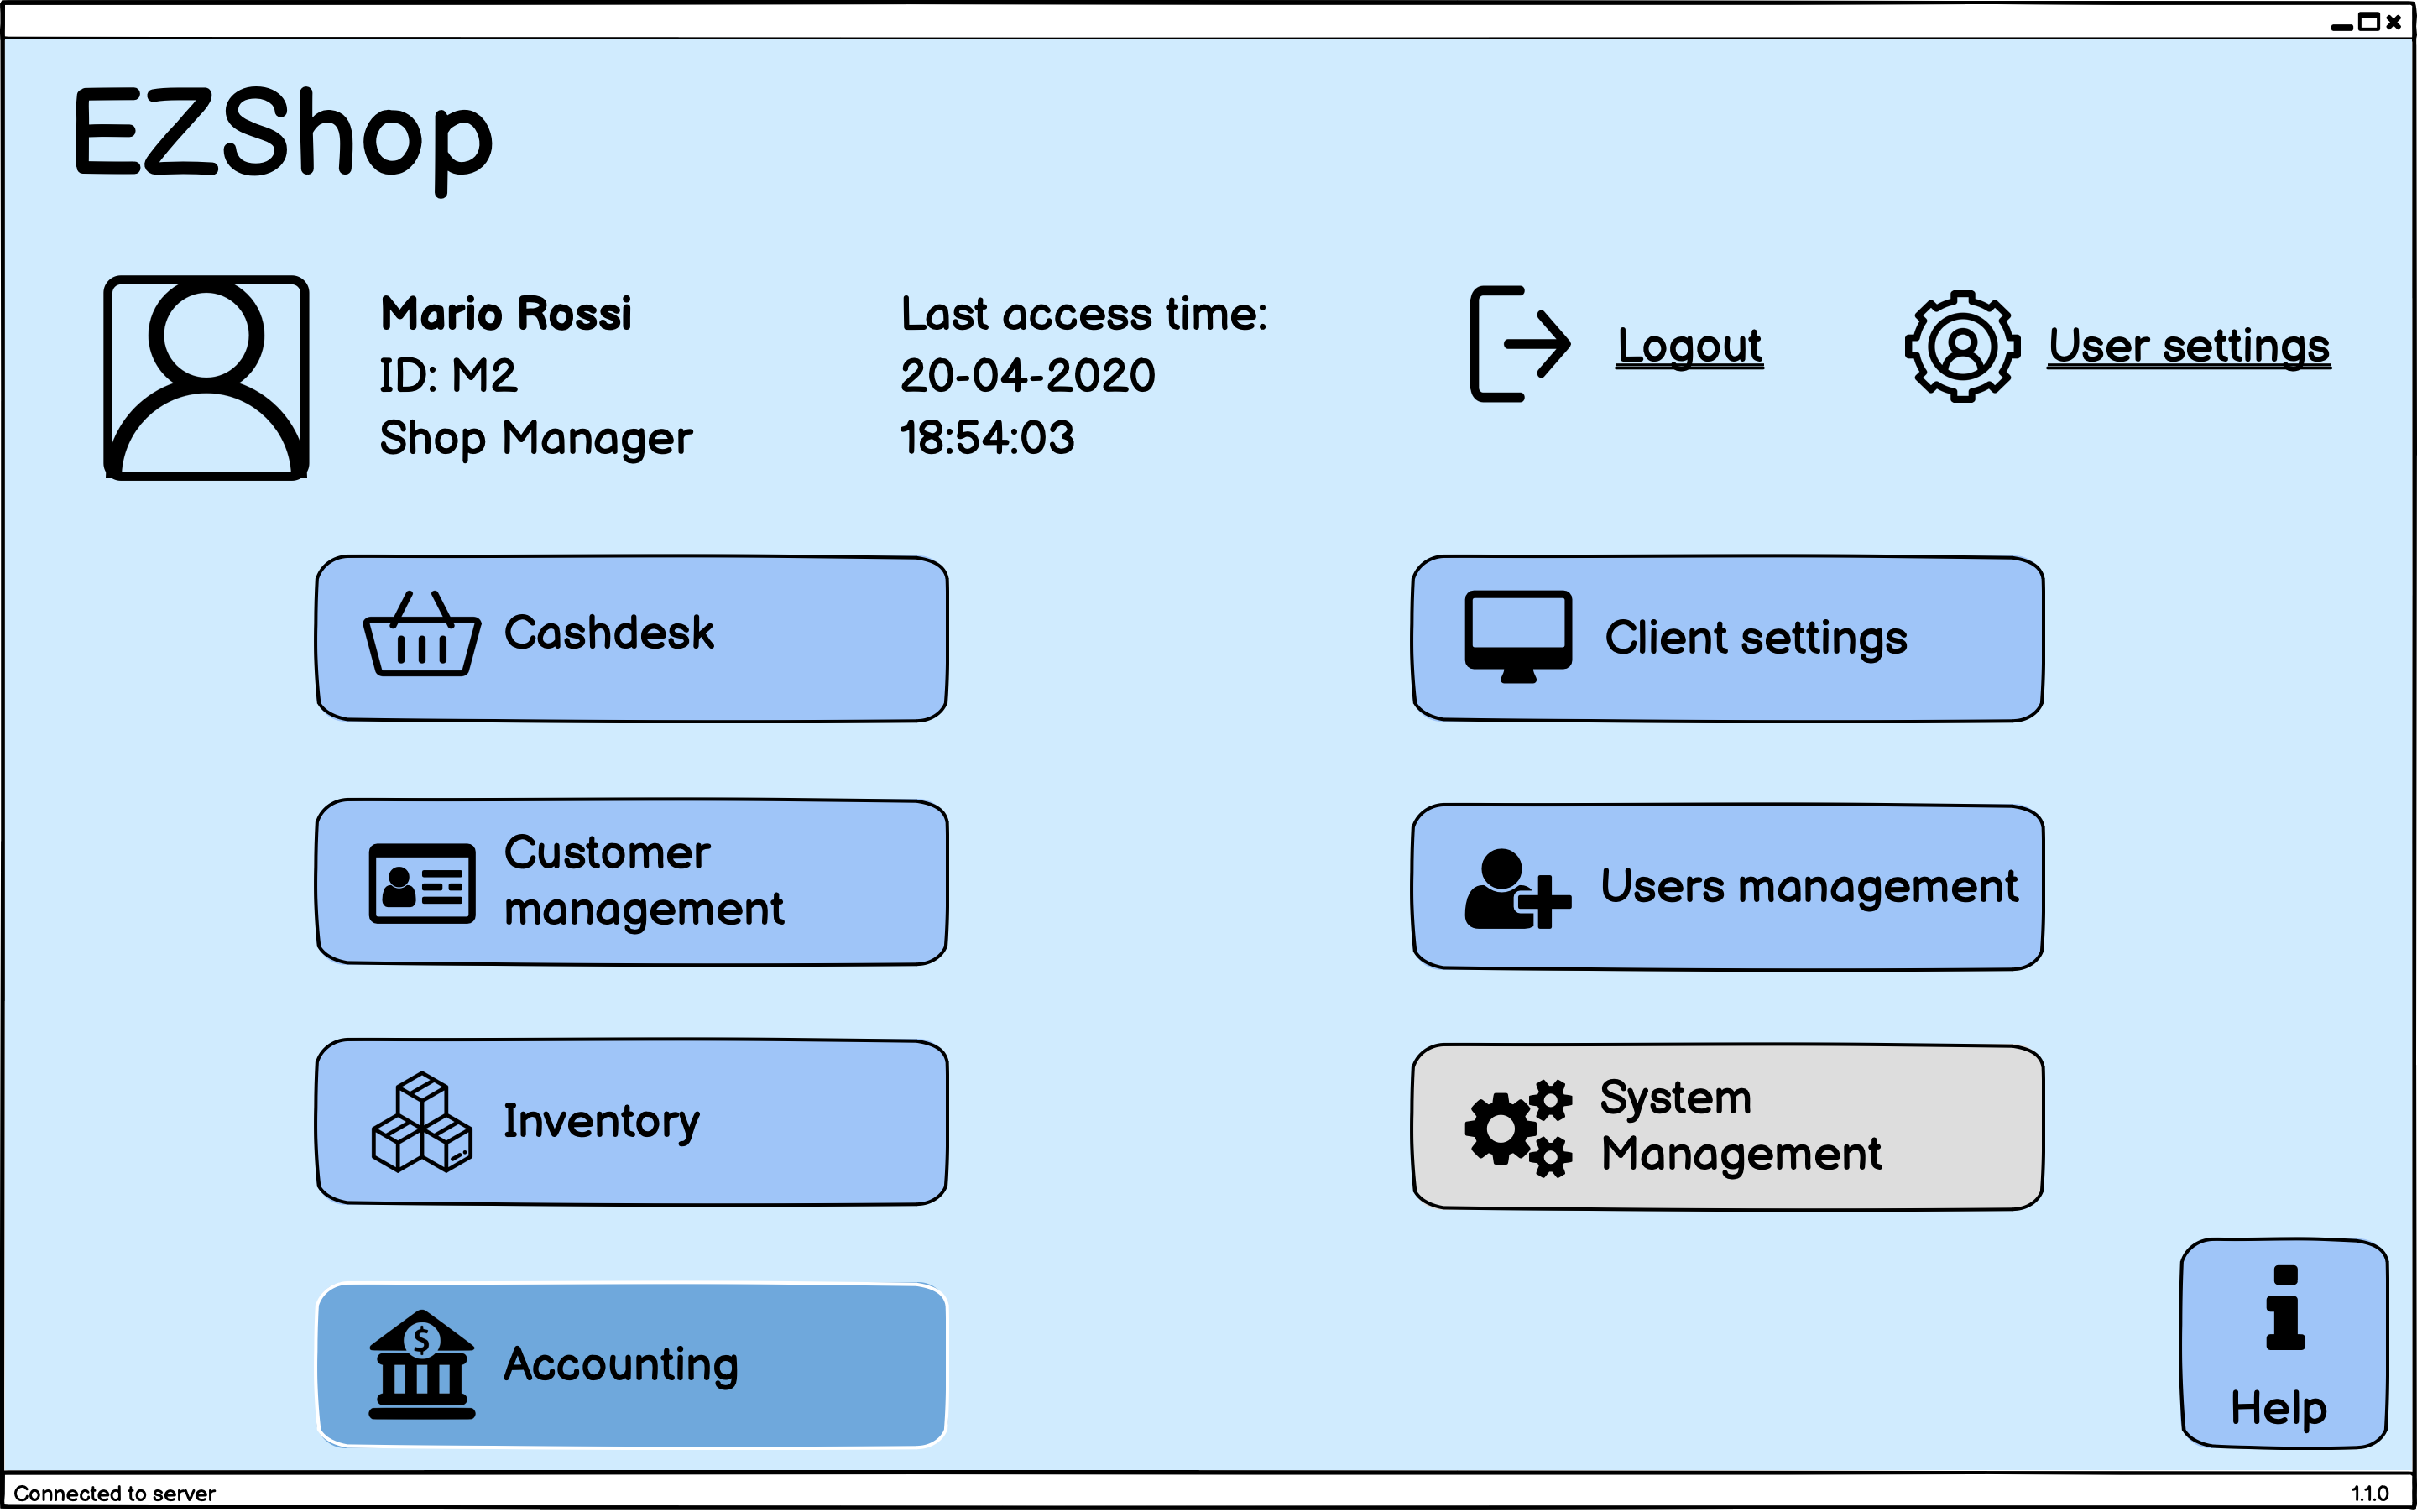 EZShop
Mario Rossi
ID: M2
Shop Manager
Last access time:
20-04-2020
18:54:03
Logout
User settings
Cashdesk
Client settings
Customer
management
Users management
Inventory
System
Management
Accounting
$
Help
Connected to server
1.1.0